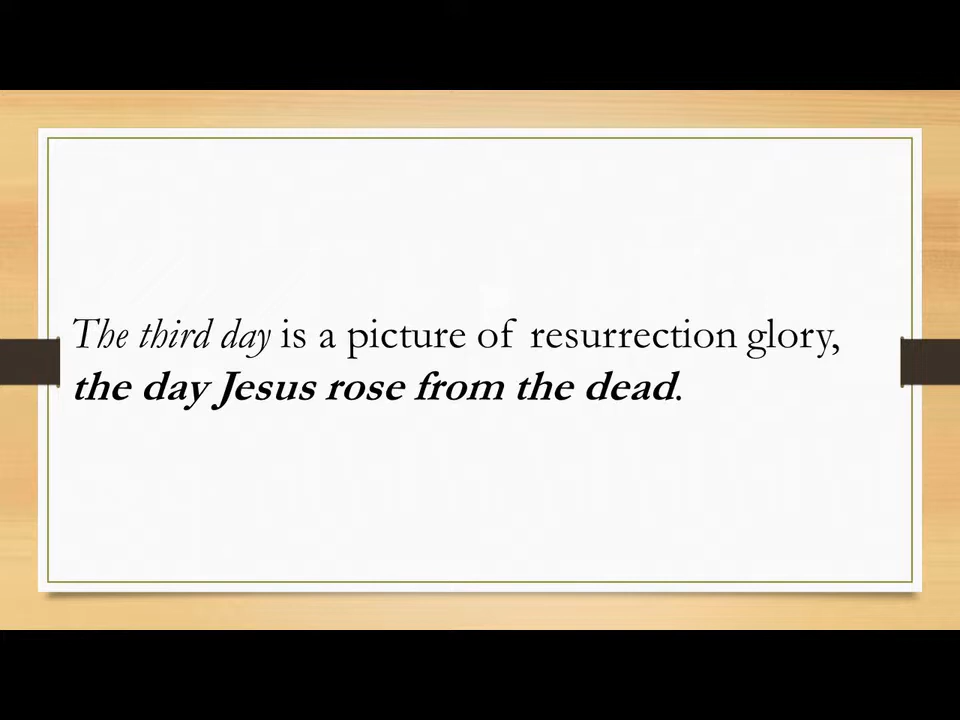 The third day is a picture of resurrection glory,
the day Jesus rose from the dead.